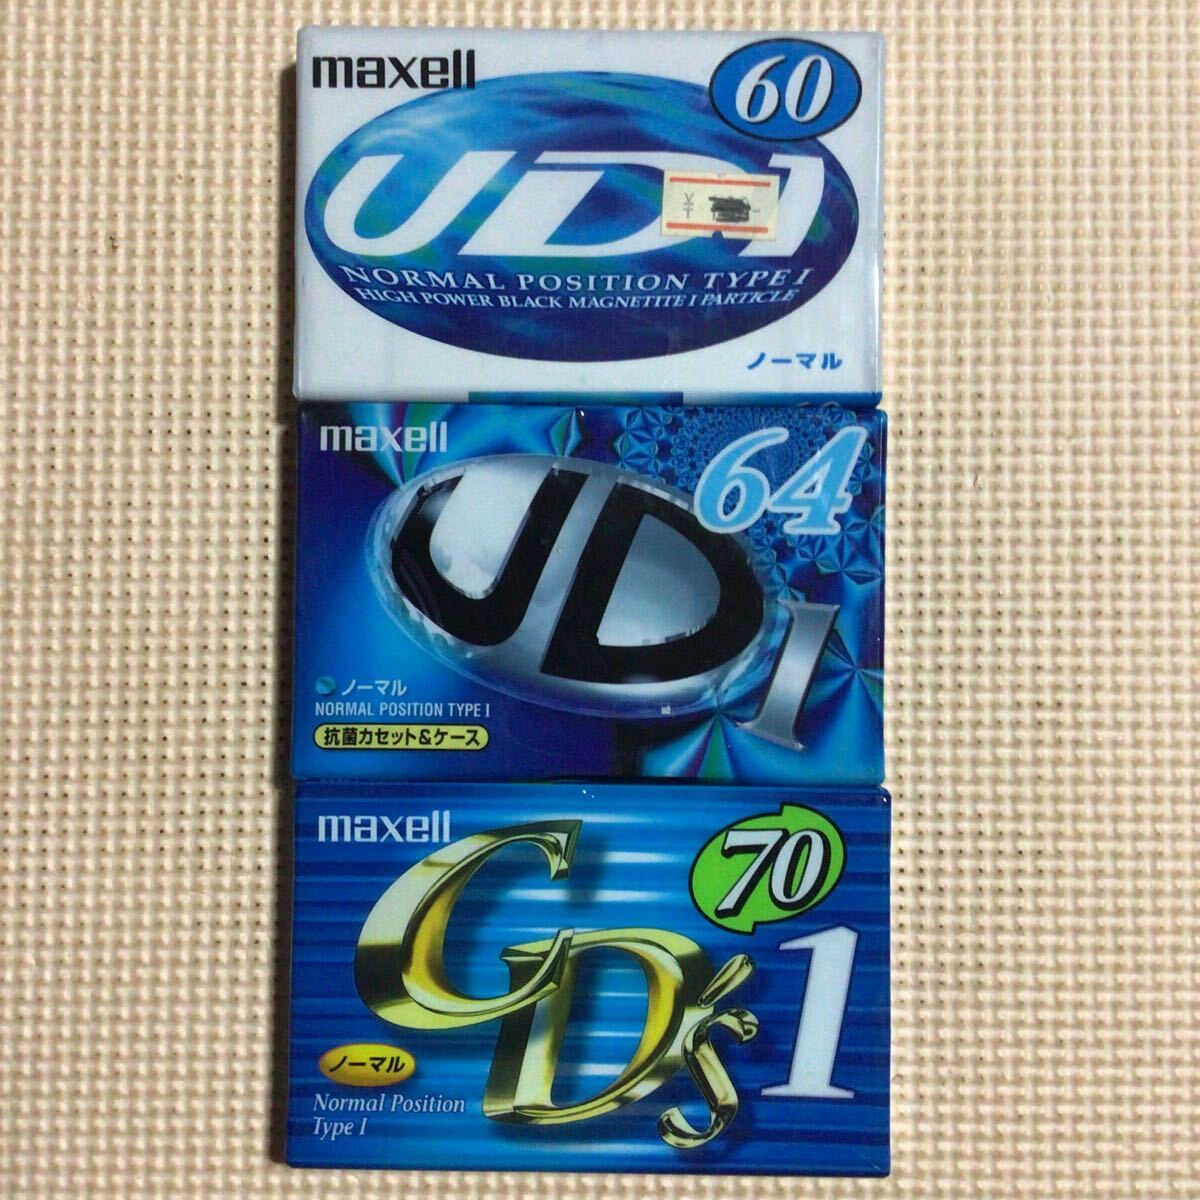 maxell
60
UD1
¥
NORMAL POSITION TYPE I
HIGH POWER BLACK MAGNETITE I PARTICLE
ノーマル
maxell
64
UD I
ノーマル
NORMAL POSITION TYPE I
抗菌カセット&ケース
maxell
70
CD's 1
ノーマル
Normal Position
Type I